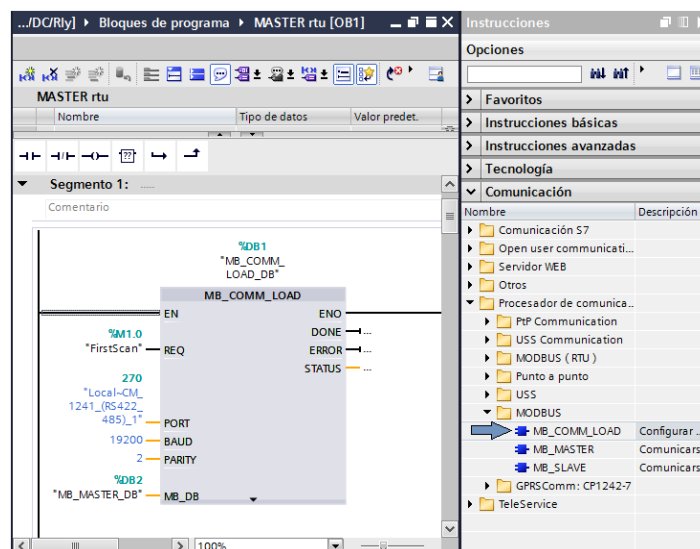 .../DC/Rly] ▸ Bloques de programa ▸ MASTER rtu [OB1]
MASTER rtu
Nombre Tipo de datos Valor predet.
??
Segmento 1: .....
Comentario
%DB1
"MB_COMM_
LOAD_DB"
MB_COMM_LOAD
EN ENO
DONE ...
%M1.0
"FirstScan" REQ ERROR ...
STATUS ...
270
"Local~CM_
1241_(RS422_
485)_1" PORT
19200 BAUD
2 PARITY
%DB2
"MB_MASTER_DB" MB_DB
100%
Instrucciones
Opciones
Favoritos
Instrucciones básicas
Instrucciones avanzadas
Tecnología
Comunicación
Nombre Descripción
Comunicación S7
Open user communicati...
Servidor WEB
Otros
Procesador de comunica...
PtP Communication
USS Communication
MODBUS (RTU)
Punto a punto
USS
MODBUS
MB_COMM_LOAD Configurar ..
MB_MASTER Comunicars
MB_SLAVE Comunicars
GPRSComm: CP1242-7
TeleService